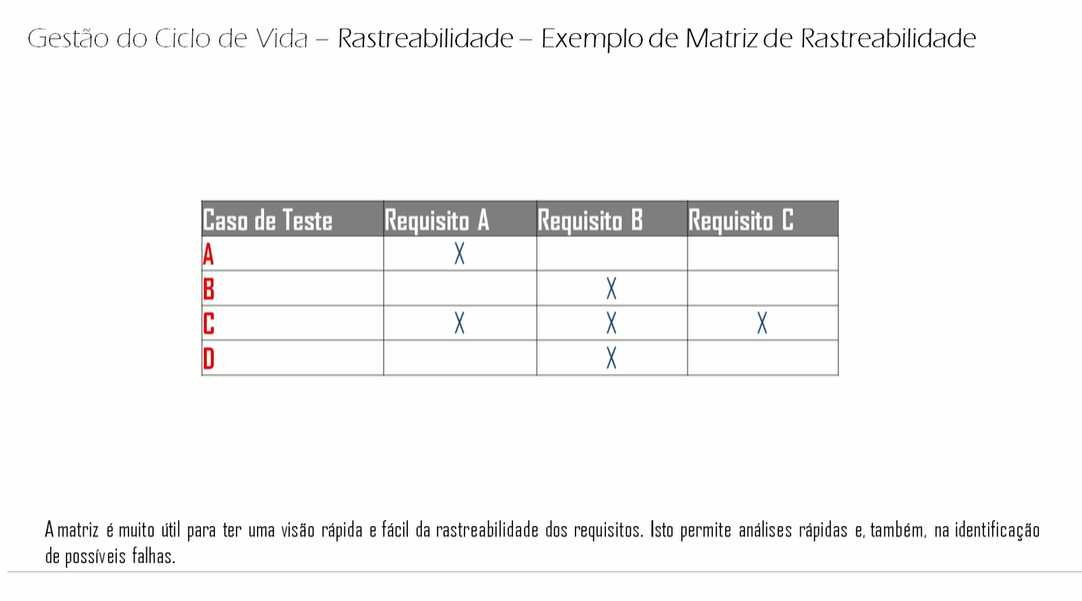 Gestão do Ciclo de Vida – Rastreabilidade – Exemplo de Matriz de Rastreabilidade
Caso de Teste Requisito A Requisito B Requisito C
A X
B X
C X X X
D X
A matriz é muito útil para ter uma visão rápida e fácil da rastreabilidade dos requisitos. Isto permite análises rápidas e, também, na identificação
de possíveis falhas.